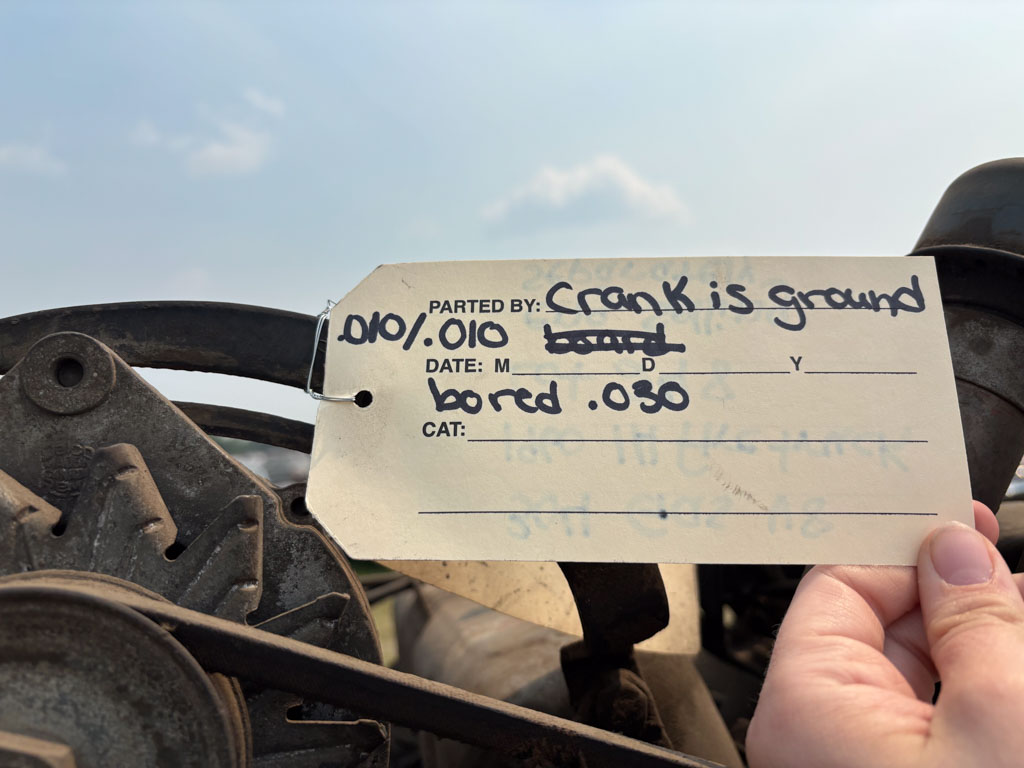 PARTED BY: Crank is ground
.010/.010
DATE: M D Y
bored .030
CAT: